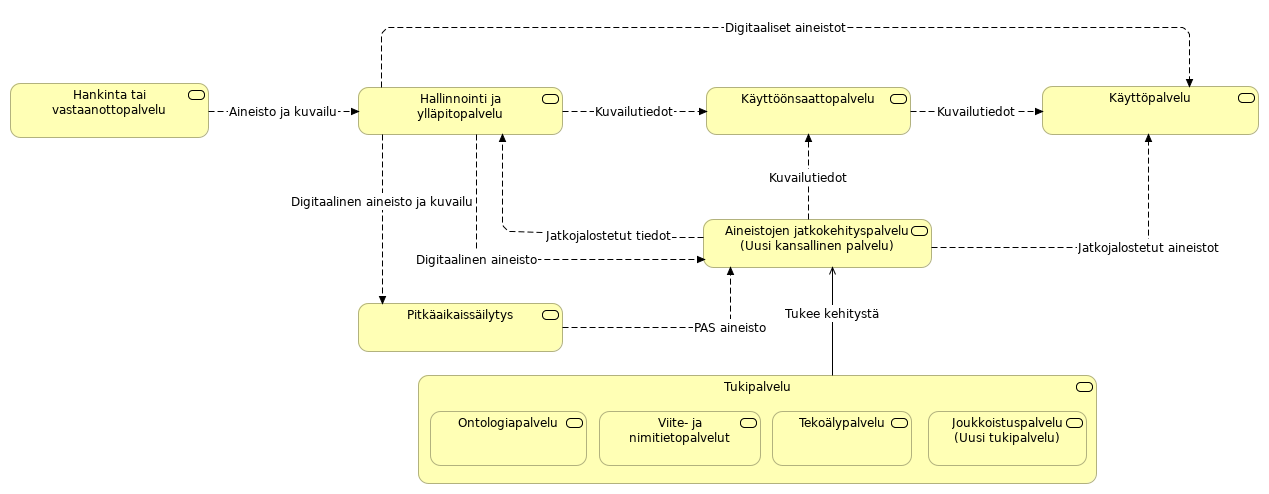 Digitaaliset aineistot
Hankinta tai
vastaanottopalvelu
Aineisto ja kuvailu
Hallinnointi ja
ylläpitopalvelu
Kuvailutiedot
Käyttöönsaattopalvelu
Kuvailutiedot
Käyttöpalvelu
Kuvailutiedot
Digitaalinen aineisto ja kuvailu
Jatkojalostetut tiedot
Aineistojen jatkokehityspalvelu
(Uusi kansallinen palvelu)
Jatkojalostetut aineistot
Digitaalinen aineisto
Pitkäaikaissäilytys
PAS aineisto
Tukee kehitystä
Tukipalvelu
Ontologiapalvelu
Viite- ja
nimitietopalvelut
Tekoälypalvelu
Joukkoistuspalvelu
(Uusi tukipalvelu)